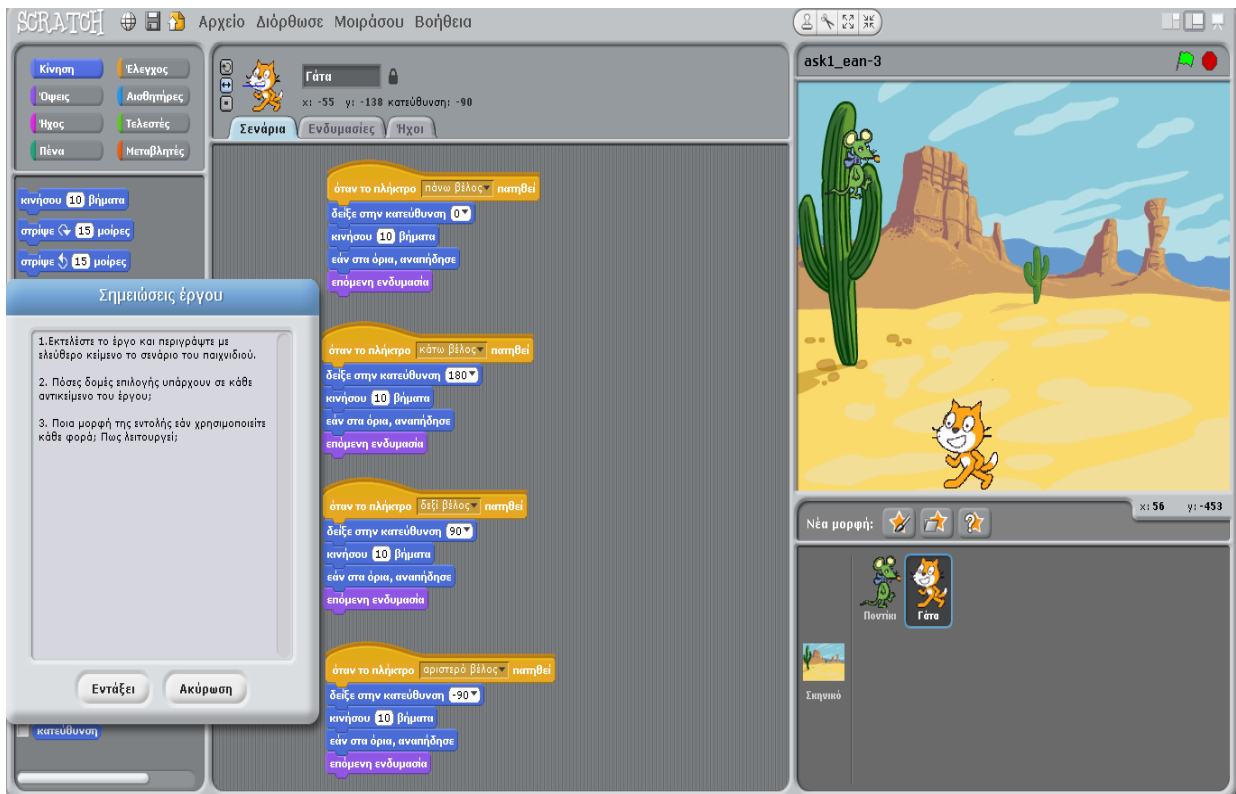 SCRATCH Αρχείο Διόρθωσε Μοιράσου Βοήθεια
Κίνηση Έλεγχος
Όψεις Αισθητήρες
Ήχος Τελεστές
Πένα Μεταβλητές
κινήσου 10 βήματα
στρίψε 15 μοίρες
στρίψε 15 μοίρες
Σημειώσεις έργου
1.Εκτελέστε το έργο και περιγράψτε με
ελεύθερο κείμενο το σενάριο του παιχνιδιού.
2. Πόσες δομές επιλογής υπάρχουν σε κάθε
αντικείμενο του έργου;
3. Ποια μορφή της εντολής εάν χρησιμοποιείτε
κάθε φορά; Πως λειτουργεί;
Εντάξει Ακύρωση
κατεύθυνση
Γάτα
x: -55 y: -138 κατεύθυνση: -90
Σενάρια Ενδυμασίες Ήχοι
όταν το πλήκτρο πάνω βέλος πατηθεί
δείξε στην κατεύθυνση 0
κινήσου 10 βήματα
εάν στα όρια, αναπήδησε
επόμενη ενδυμασία
όταν το πλήκτρο κάτω βέλος πατηθεί
δείξε στην κατεύθυνση 180
κινήσου 10 βήματα
εάν στα όρια, αναπήδησε
επόμενη ενδυμασία
όταν το πλήκτρο δεξί βέλος πατηθεί
δείξε στην κατεύθυνση 90
κινήσου 10 βήματα
εάν στα όρια, αναπήδησε
επόμενη ενδυμασία
όταν το πλήκτρο αριστερό βέλος πατηθεί
δείξε στην κατεύθυνση -90
κινήσου 10 βήματα
εάν στα όρια, αναπήδησε
επόμενη ενδυμασία
ask1_ean-3
x: 56 y: -453
Νέα μορφή:
Ποντίκι Γάτα
Σκηνικό